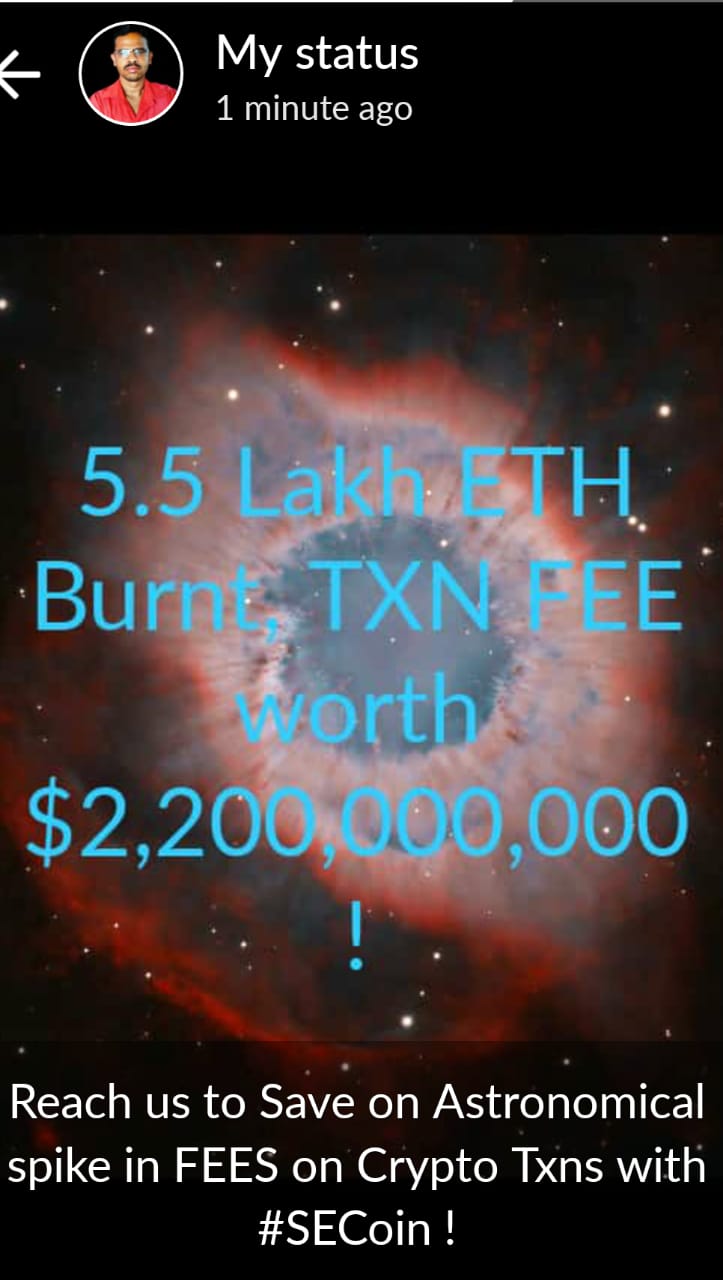 My status
1 minute ago
5.5 Lakh ETH
Burnt, TXN FEE
worth
$2,200,000,000
!
Reach us to Save on Astronomical
spike in FEES on Crypto Txns with
#SECoin !